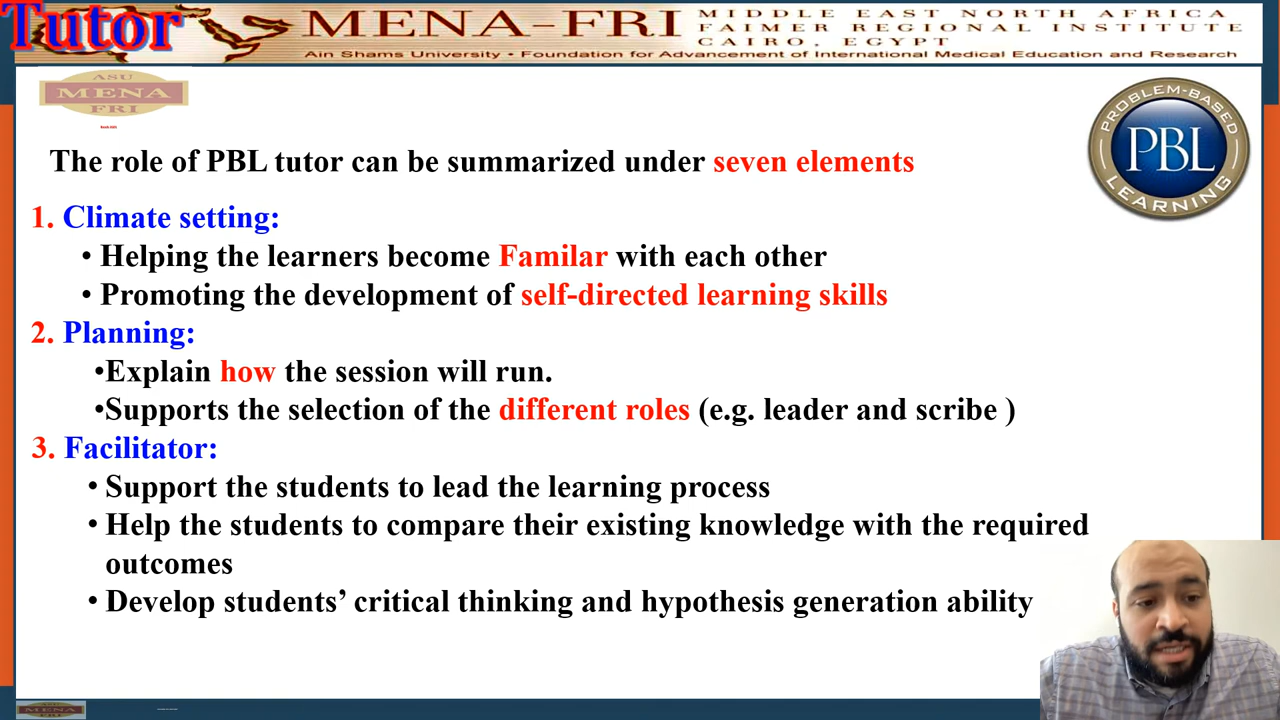 Tutor
MENA-FRI
MIDDLE EAST NORTH AFRICA
FAIMER REGIONAL INSTITUTE
CAIRO, EGYPT
Ain Shams University • Foundation for Advancement of International Medical Education and Research
ASU
MENA
FRI
PROBLEM-BASED
PBL
LEARNING
The role of PBL tutor can be summarized under seven elements
1. Climate setting:
• Helping the learners become Familar with each other
• Promoting the development of self-directed learning skills
2. Planning:
•Explain how the session will run.
•Supports the selection of the different roles (e.g. leader and scribe )
3. Facilitator:
• Support the students to lead the learning process
• Help the students to compare their existing knowledge with the required
outcomes
• Develop students’ critical thinking and hypothesis generation ability
MENA
FRI